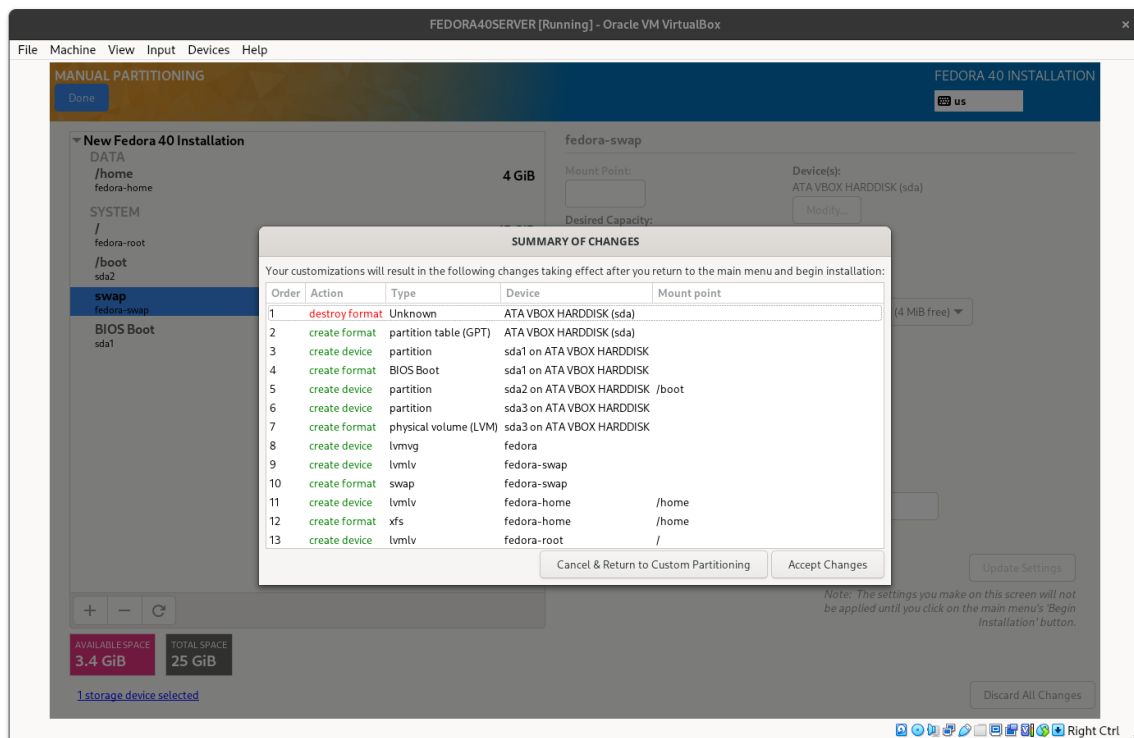 FEDORA40SERVER [Running] - Oracle VM VirtualBox
File Machine View Input Devices Help
MANUAL PARTITIONING
FEDORA 40 INSTALLATION
Done
us
New Fedora 40 Installation
DATA
/home
fedora-home
4 GiB
SYSTEM
/
fedora-root
/boot
sda2
swap
fedora-swap
BIOS Boot
sda1
fedora-swap
Mount Point:
Device(s):
ATA VBOX HARDDISK (sda)
Modify...
Desired Capacity:
(4 MiB free)
SUMMARY OF CHANGES
Your customizations will result in the following changes taking effect after you return to the main menu and begin installation:
Order Action Type Device Mount point
1 destroy format Unknown ATA VBOX HARDDISK (sda)
2 create format partition table (GPT) ATA VBOX HARDDISK (sda)
3 create device partition sda1 on ATA VBOX HARDDISK
4 create format BIOS Boot sda1 on ATA VBOX HARDDISK
5 create device partition sda2 on ATA VBOX HARDDISK /boot
6 create device partition sda3 on ATA VBOX HARDDISK
7 create format physical volume (LVM) sda3 on ATA VBOX HARDDISK
8 create device lvmvg fedora
9 create device lvmlv fedora-swap
10 create format swap fedora-swap
11 create device lvmlv fedora-home /home
12 create format xfs fedora-home /home
13 create device lvmlv fedora-root /
Cancel & Return to Custom Partitioning
Accept Changes
Update Settings
Note: The settings you make on this screen will not
be applied until you click on the main menu's 'Begin
Installation' button.
AVAILABLE SPACE
3.4 GiB
TOTAL SPACE
25 GiB
1 storage device selected
Discard All Changes
Right Ctrl